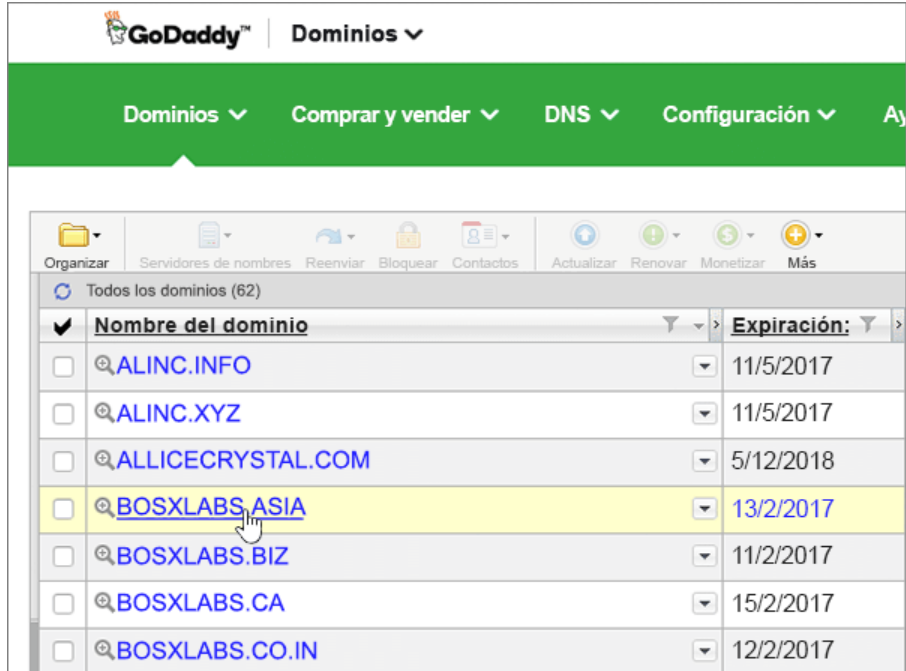 GoDaddy™ Dominios
Dominios Comprar y vender DNS Configuración Ay
Organizar Servidores de nombres Reenviar Bloquear Contactos Actualizar Renovar Monetizar Más
Todos los dominios (62)
Nombre del dominio Expiración:
ALINC.INFO 11/5/2017
ALINC.XYZ 11/5/2017
ALLICECRYSTAL.COM 5/12/2018
BOSXLABS.ASIA 13/2/2017
BOSXLABS.BIZ 11/2/2017
BOSXLABS.CA 15/2/2017
BOSXLABS.CO.IN 12/2/2017